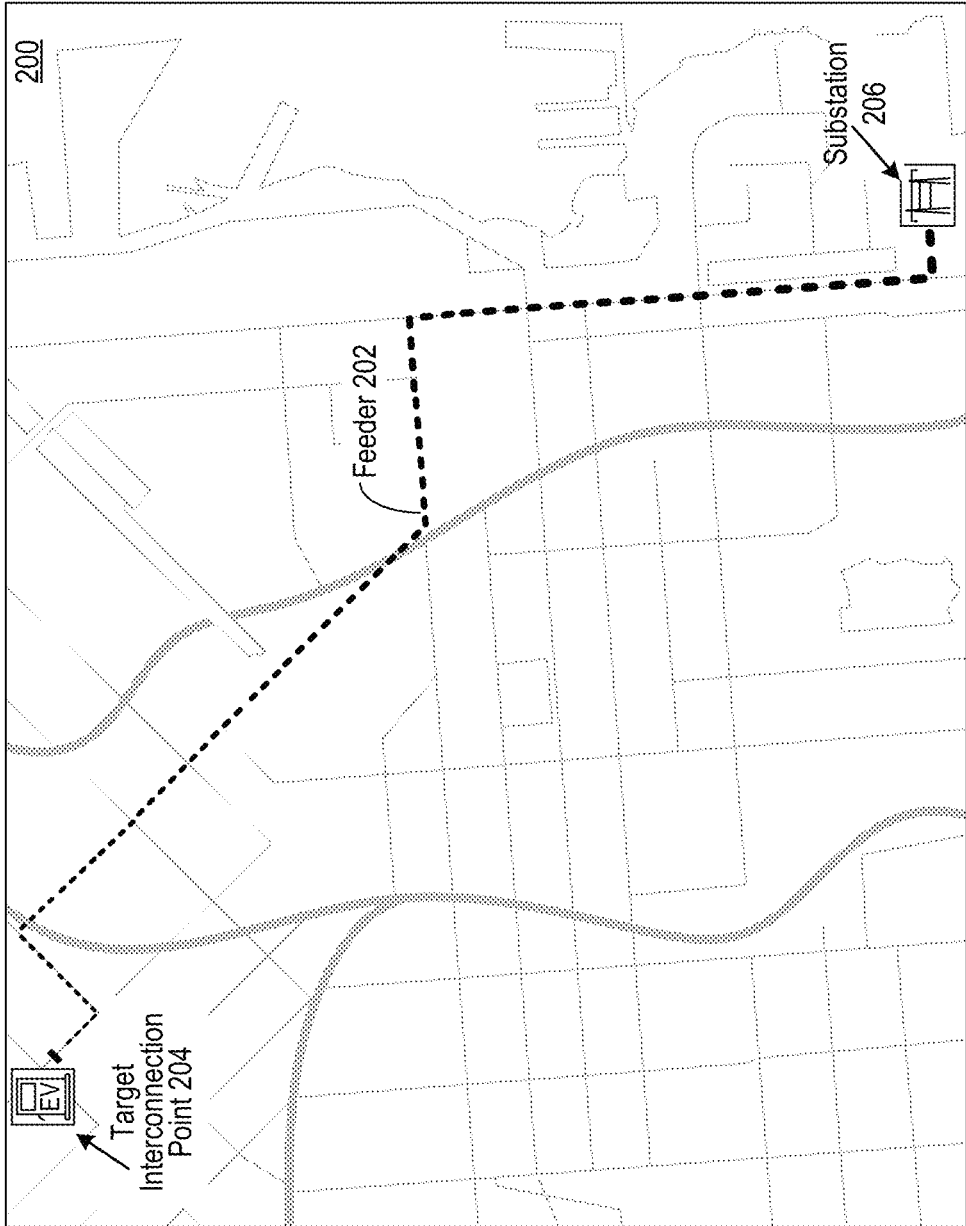 200
Substation
206
Feeder 202
Target
Interconnection
Point 204
EV